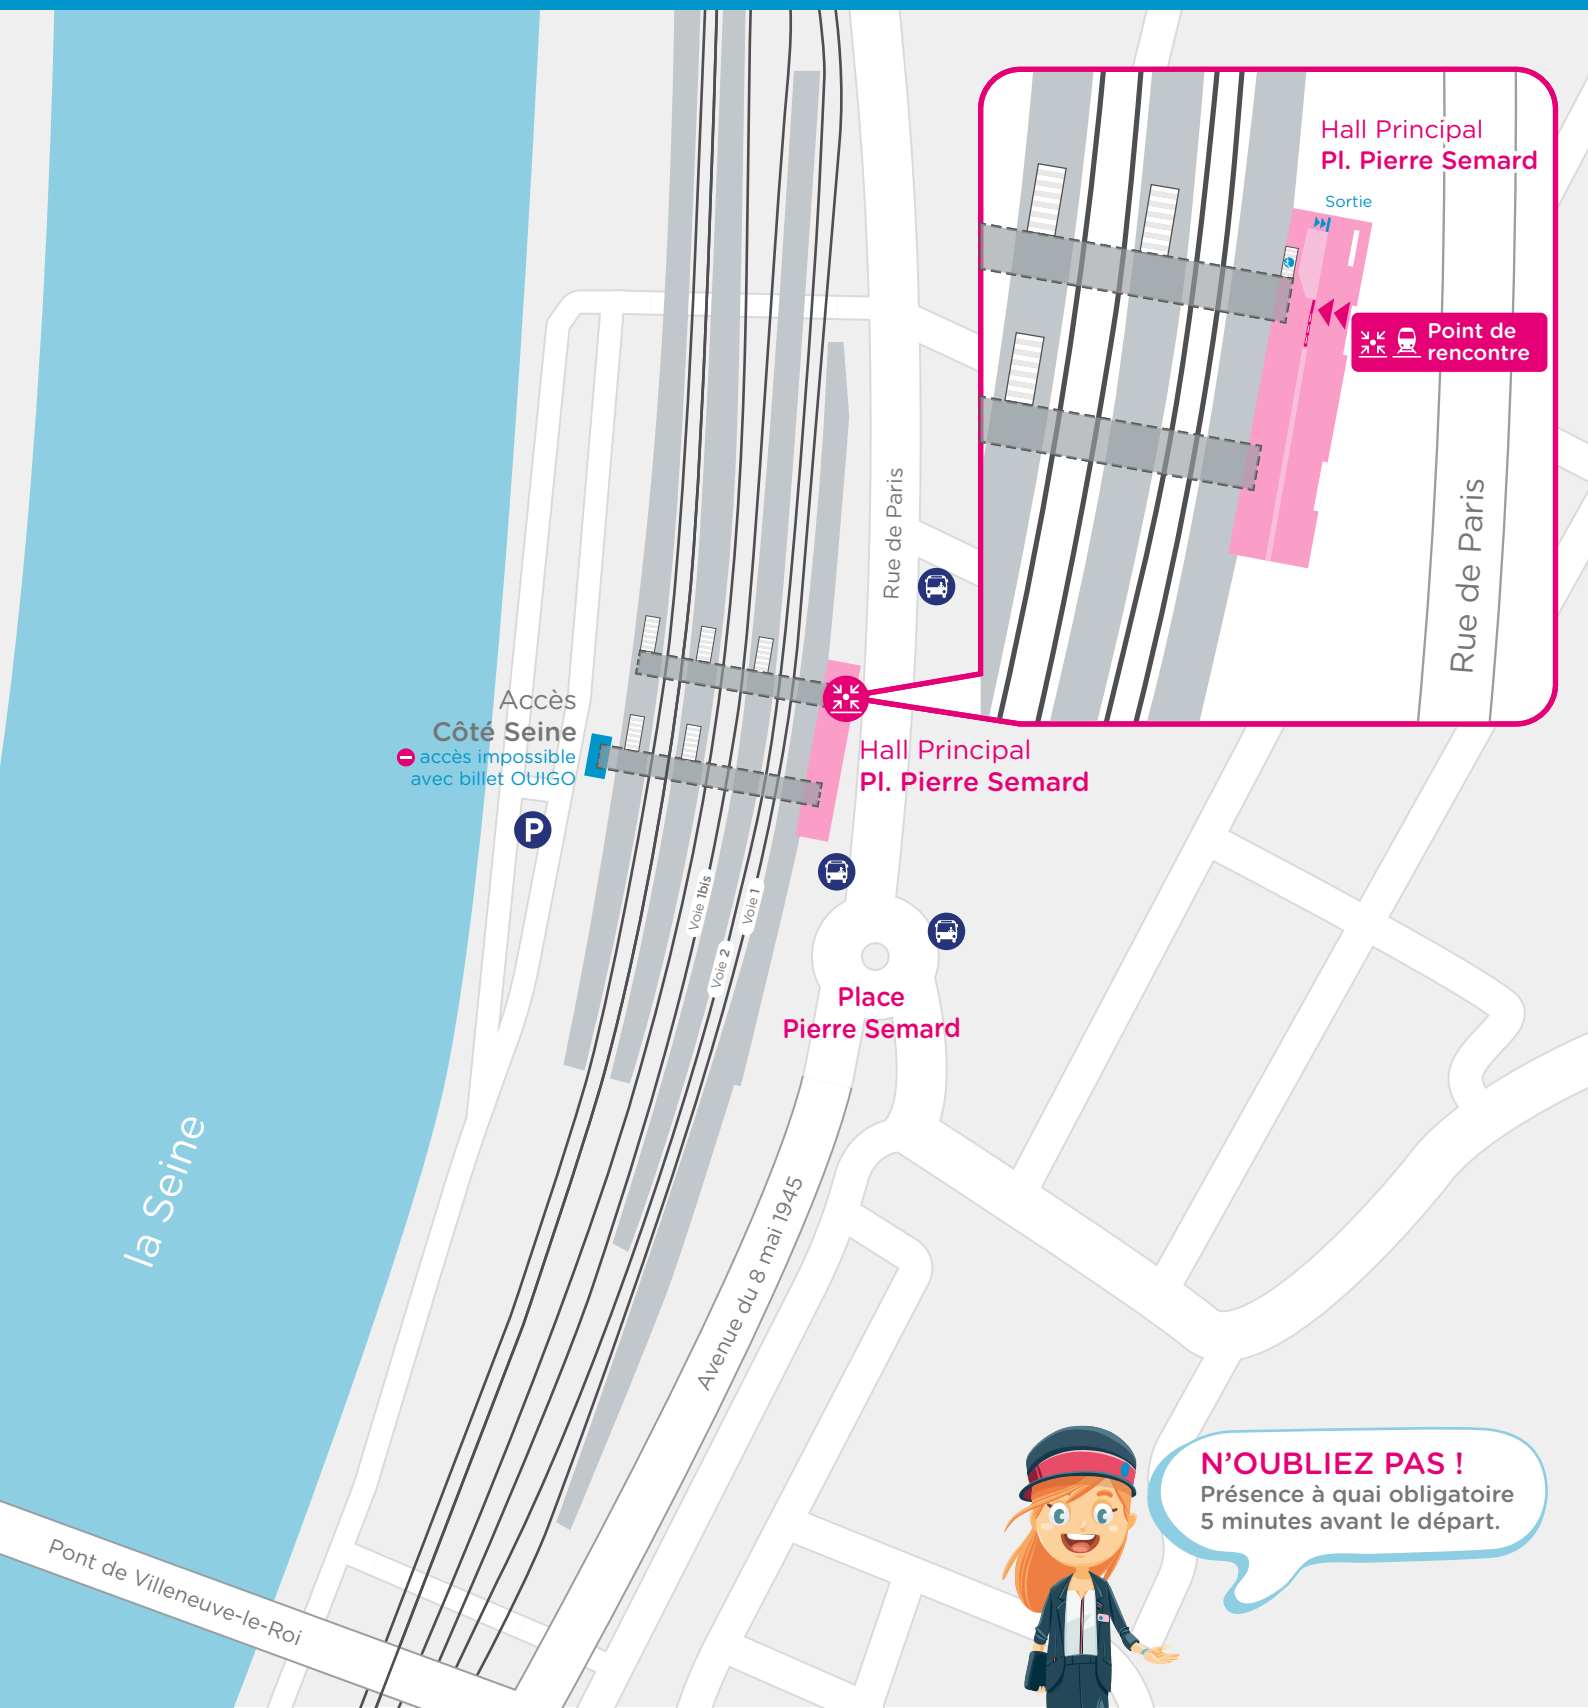 Hall Principal
Pl. Pierre Semard
Sortie
Point de
rencontre
Rue de Paris
Rue de Paris
Accès
Côté Seine
accès impossible
avec billet OUIGO
P
Hall Principal
Pl. Pierre Semard
Voie 1bis
Voie 1
Voie 2
Place
Pierre Semard
la Seine
Avenue du 8 mai 1945
Pont de Villeneuve-le-Roi
N'OUBLIEZ PAS !
Présence à quai obligatoire
5 minutes avant le départ.